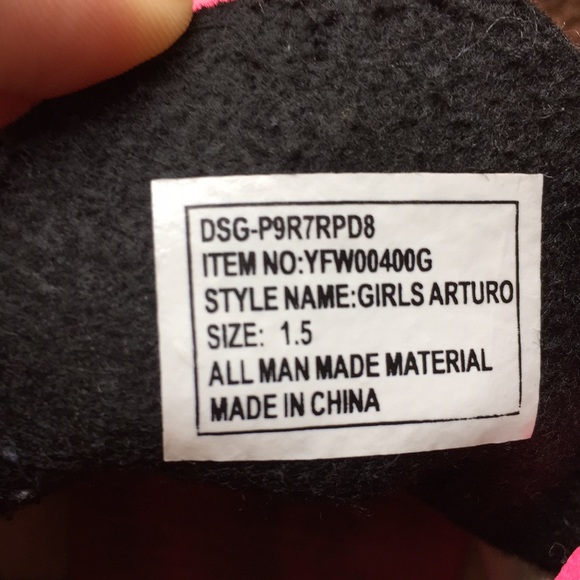 DSG-P9R7RPD8
ITEM NO:YFW00400G
STYLE NAME:GIRLS ARTURO
SIZE: 1.5
ALL MAN MADE MATERIAL
MADE IN CHINA